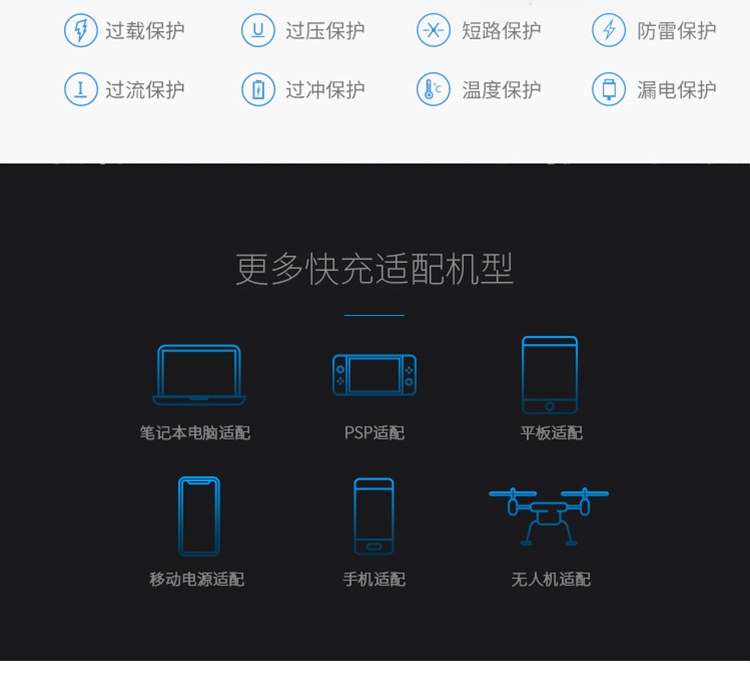 过载保护 过压保护 短路保护 防雷保护
过流保护 过冲保护 温度保护 漏电保护
更多快充适配机型
笔记本电脑适配 PSP适配 平板适配
移动电源适配 手机适配 无人机适配